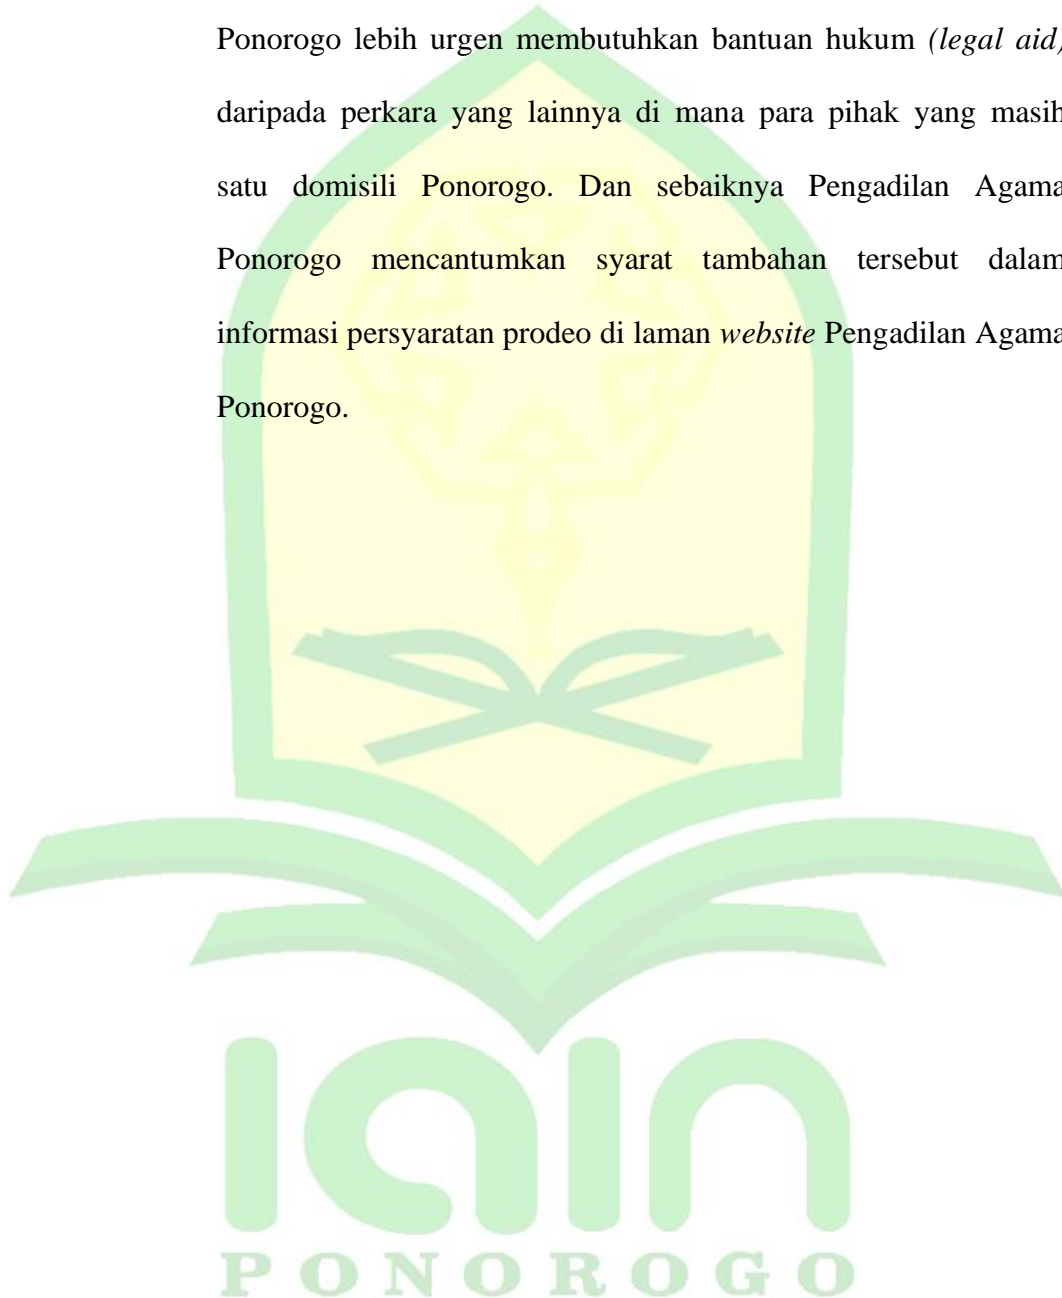 Ponorogo lebih urgen membutuhkan bantuan hukum (legal aid)
daripada perkara yang lainnya di mana para pihak yang masih
satu domisili Ponorogo. Dan sebaiknya Pengadilan Agama
Ponorogo mencantumkan syarat tambahan tersebut dalam
informasi persyaratan prodeo di laman website Pengadilan Agama
Ponorogo.
iain
PONOROGO